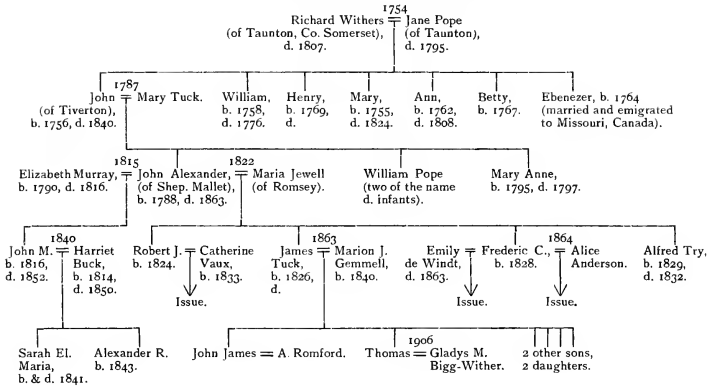 1754
Richard Withers = Jane Pope
(of Taunton, Co. Somerset), (of Taunton),
d. 1807. d. 1795.
1787
John = Mary Tuck. William, Henry, Mary, Ann, Betty, Ebenezer, b. 1764
(of Tiverton), b. 1758, b. 1769, b. 1755, b. 1762, b. 1767. (married and emigrated
b. 1756, d. 1840. d. 1776. d. d. 1824. d. 1808. to Missouri, Canada).
1815 1822
Elizabeth Murray, = John Alexander, = Maria Jewell William Pope Mary Anne,
b. 1790, d. 1816. (of Shep. Mallet), (of Romsey). (two of the name b. 1795, d. 1797.
b. 1788, d. 1863. d. infants).
1840 1863 1864
John M. = Harriet Robert J. = Catherine James = Marion J. Emily = Frederic C., = Alice Alfred Try,
b. 1816, Buck, b. 1824. Vaux, Tuck, Gemmell, de Windt, b. 1828. Anderson. b. 1829,
d. 1852. b. 1814, b. 1833. b. 1826, b. 1840. d. 1863. d. 1832.
d. 1850. d.
Issue. Issue. Issue.
1906
Sarah El. Alexander R. John James = A. Romford. Thomas = Gladys M. 2 other sons,
Maria, b. 1843. Bigg-Wither. 2 daughters.
b. & d. 1841.